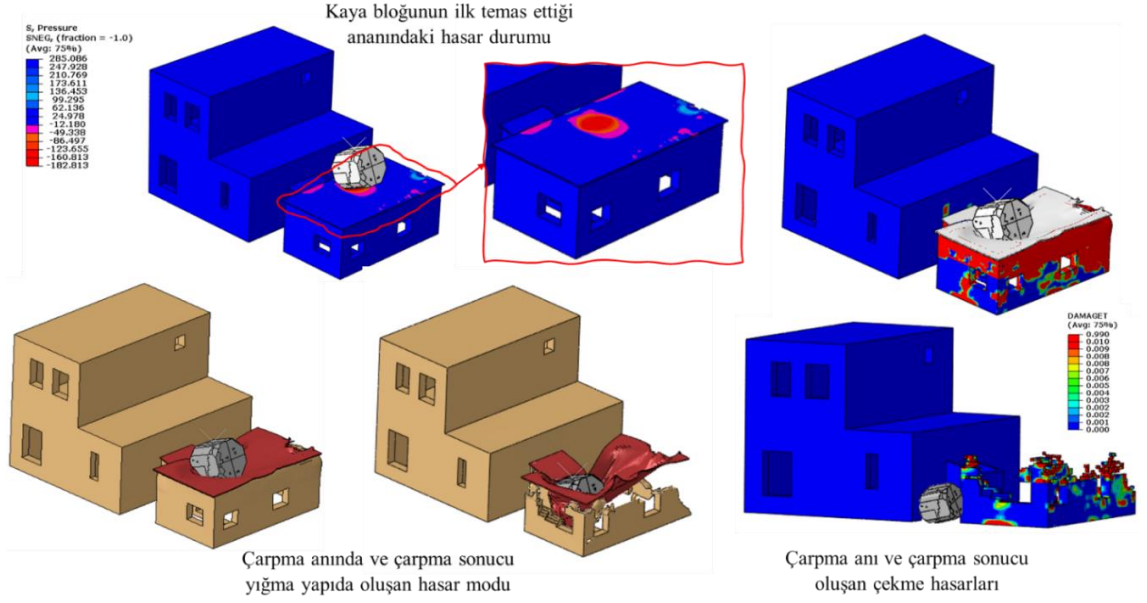 Kaya bloğunun ilk temas ettiği
ananındaki hasar durumu
S, Pressure
SNEG, (fraction = -1.0)
(Avg: 75%)
285.086
247.928
210.769
173.611
136.453
99.295
62.136
24.978
-12.180
-49.338
-86.497
-123.655
-160.813
-182.813
DAMAGET
(Avg: 75%)
0.990
0.010
0.009
0.008
0.007
0.006
0.005
0.004
0.003
0.002
0.002
0.001
0.000
Çarpma anında ve çarpma sonucu
yığma yapıda oluşan hasar modu
Çarpma anı ve çarpma sonucu
oluşan çekme hasarları